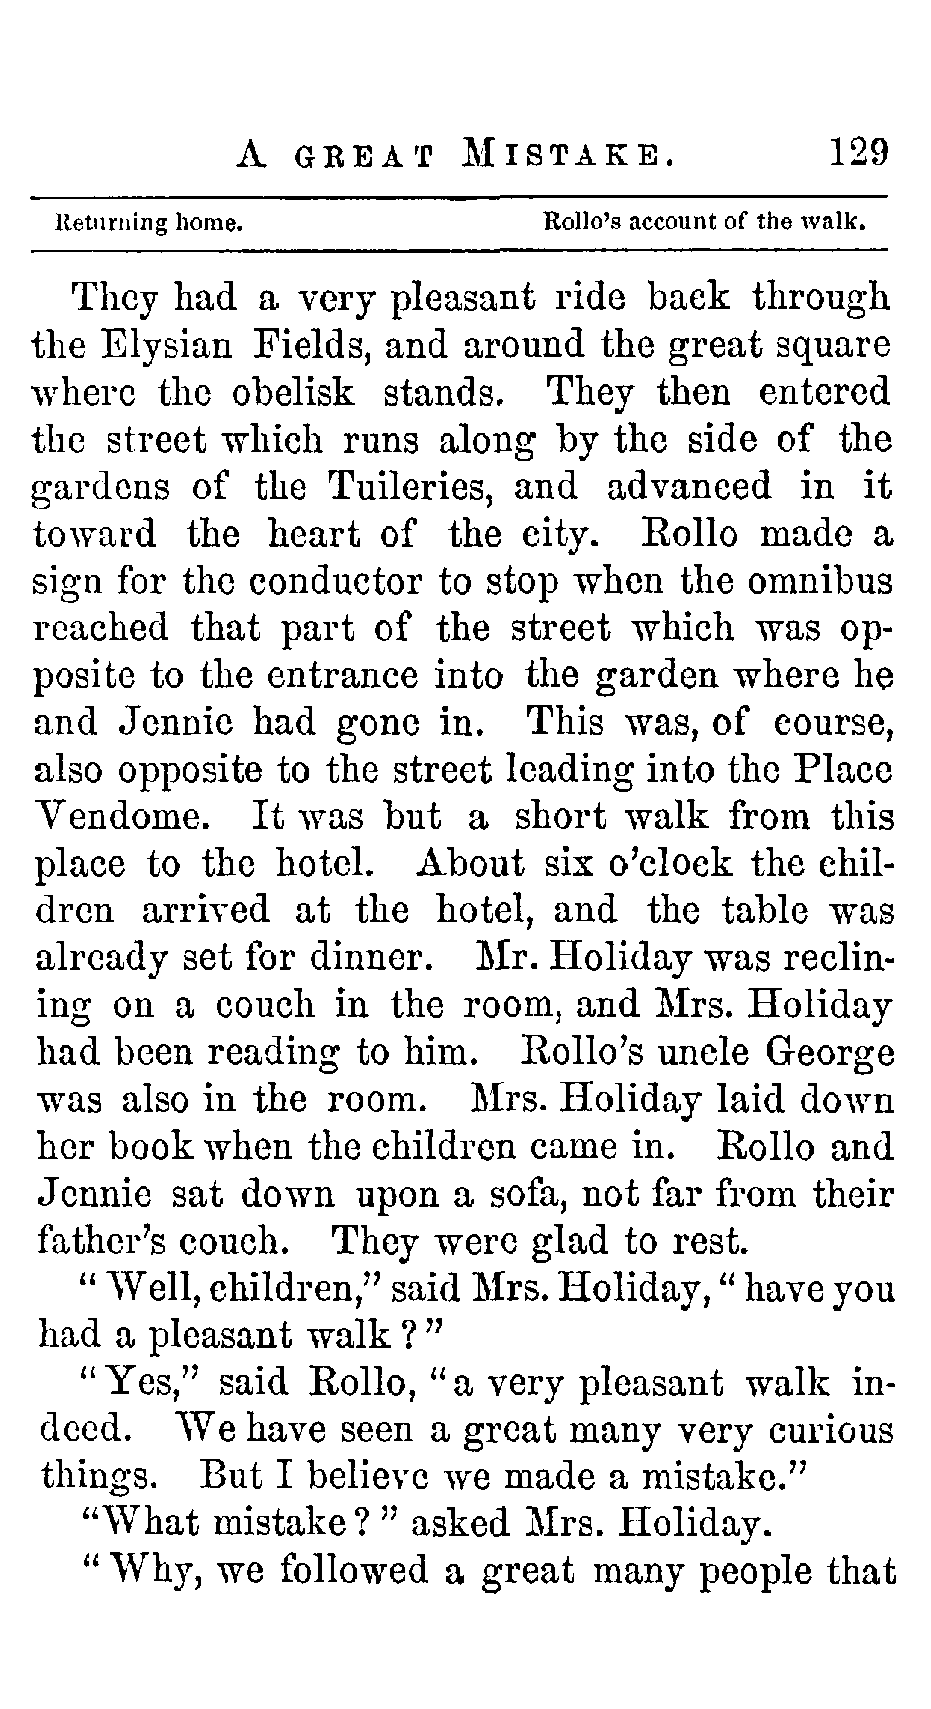 A GREAT MISTAKE. 129
Returning home. Rollo's account of the walk.
They had a very pleasant ride back through
the Elysian Fields, and around the great square
where the obelisk stands. They then entered
the street which runs along by the side of the
gardens of the Tuileries, and advanced in it
toward the heart of the city. Rollo made a
sign for the conductor to stop when the omnibus
reached that part of the street which was op-
posite to the entrance into the garden where he
and Jennie had gone in. This was, of course,
also opposite to the street leading into the Place
Vendome. It was but a short walk from this
place to the hotel. About six o'clock the chil-
dren arrived at the hotel, and the table was
already set for dinner. Mr. Holiday was reclin-
ing on a couch in the room, and Mrs. Holiday
had been reading to him. Rollo's uncle George
was also in the room. Mrs. Holiday laid down
her book when the children came in. Rollo and
Jennie sat down upon a sofa, not far from their
father's couch. They were glad to rest.
“Well, children,” said Mrs. Holiday, “have you
had a pleasant walk?”
“Yes,” said Rollo, “a very pleasant walk in-
deed. We have seen a great many very curious
things. But I believe we made a mistake.”
“What mistake?” asked Mrs. Holiday.
“Why, we followed a great many people that